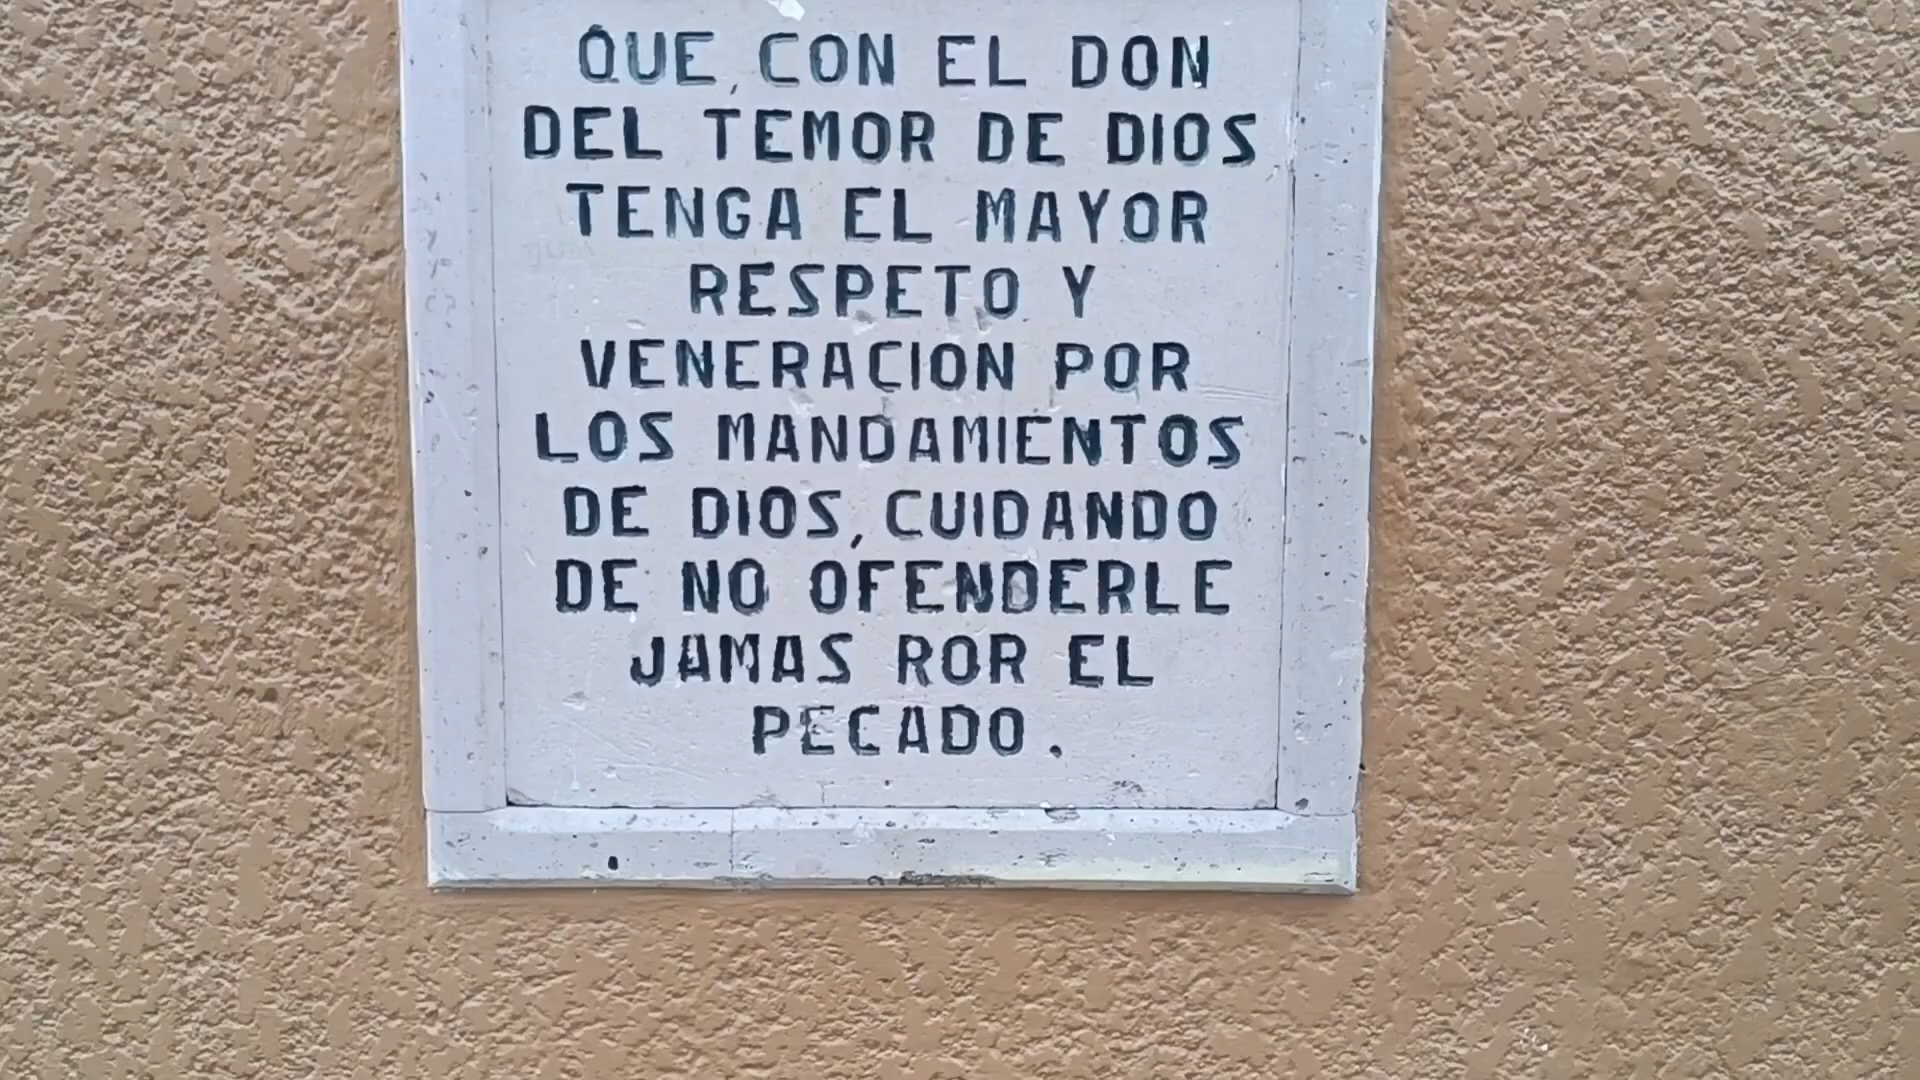 QUE, CON EL DON
DEL TEMOR DE DIOS
TENGA EL MAYOR
RESPETO Y
VENERACION POR
LOS MANDAMIENTOS
DE DIOS, CUIDANDO
DE NO OFENDERLE
JAMAS ROR EL
PECADO.